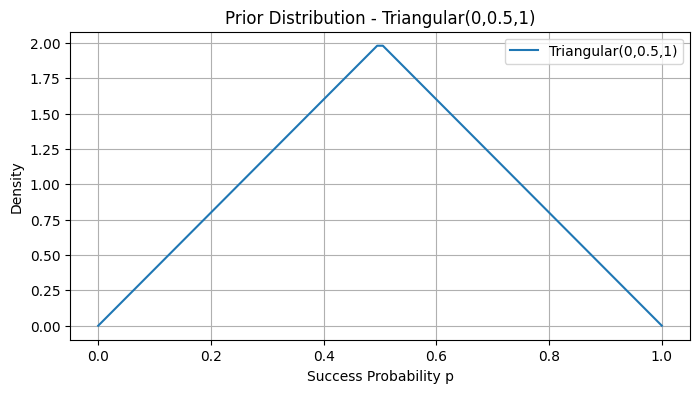 Prior Distribution - Triangular(0,0.5,1)
Triangular(0,0.5,1)
2.00
1.75
1.50
1.25
1.00
0.75
0.50
0.25
0.00
Density
0.0 0.2 0.4 0.6 0.8 1.0
Success Probability p